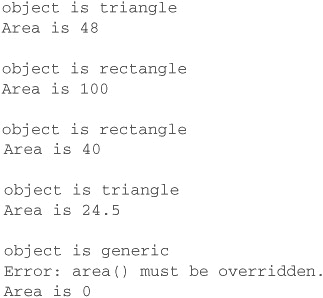 object is triangle
Area is 48
object is rectangle
Area is 100
object is rectangle
Area is 40
object is triangle
Area is 24.5
object is generic
Error: area() must be overridden.
Area is 0